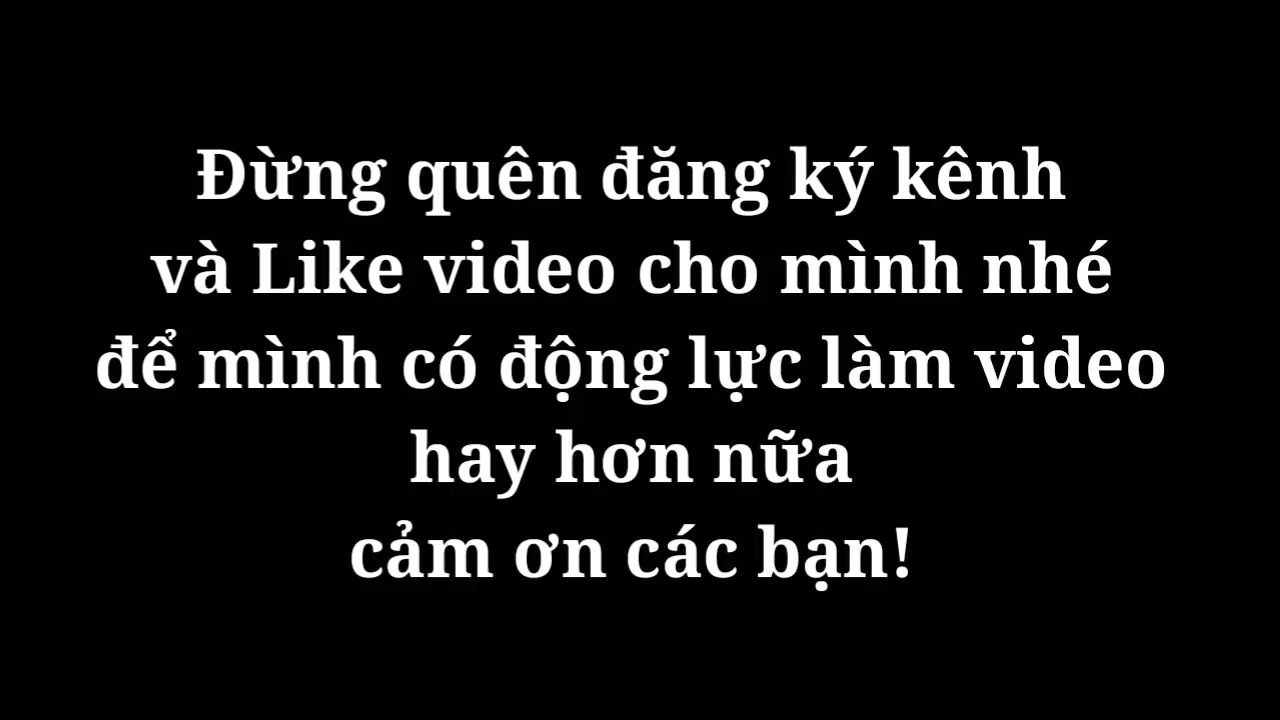 Đừng quên đăng ký kênh
và Like video cho mình nhé
để mình có động lực làm video
hay hơn nữa
cảm ơn các bạn!